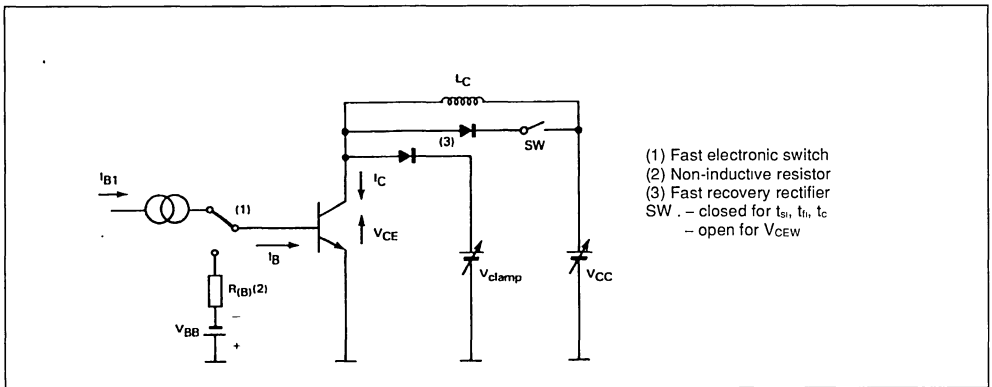 LC
(3)
SW
IB1
(1)
IC
VCE
IB
R(B)(2)
−
VBB
+
Vclamp
VCC
(1) Fast electronic switch
(2) Non-inductive resistor
(3) Fast recovery rectifier
SW . – closed for tsi, tfi, tc
– open for VCEW